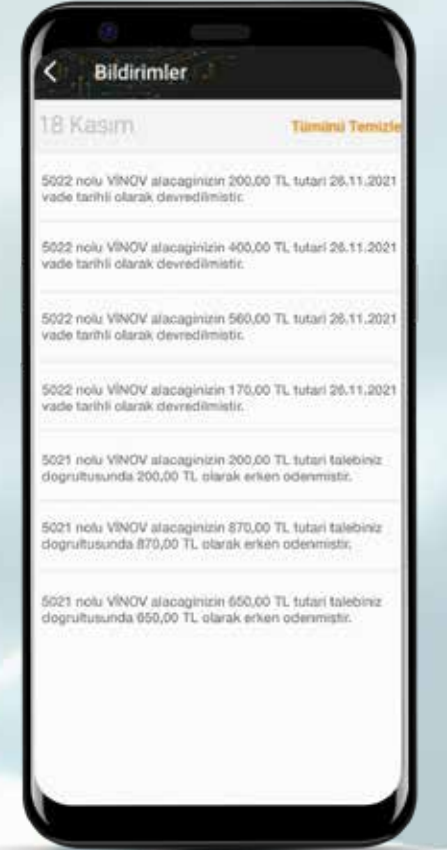 Bildirimler
18 Kasım
Tümünü Temizle
5022 nolu VİNOV alacaginizin 200,00 TL tutari 26.11.2021
vade tarihli olarak devredilmistir.
5022 nolu VİNOV alacaginizin 400,00 TL tutari 26.11.2021
vade tarihli olarak devredilmistir.
5022 nolu VİNOV alacaginizin 560,00 TL tutari 26.11.2021
vade tarihli olarak devredilmistir.
5022 nolu VİNOV alacaginizin 170,00 TL tutari 26.11.2021
vade tarihli olarak devredilmistir.
5021 nolu VİNOV alacaginizin 200,00 TL tutari talebiniz
dogrultusunda 200,00 TL olarak erken odenmistir.
5021 nolu VİNOV alacaginizin 870,00 TL tutari talebiniz
dogrultusunda 870,00 TL olarak erken odenmistir.
5021 nolu VİNOV alacaginizin 650,00 TL tutari talebiniz
dogrultusunda 650,00 TL olarak erken odenmistir.